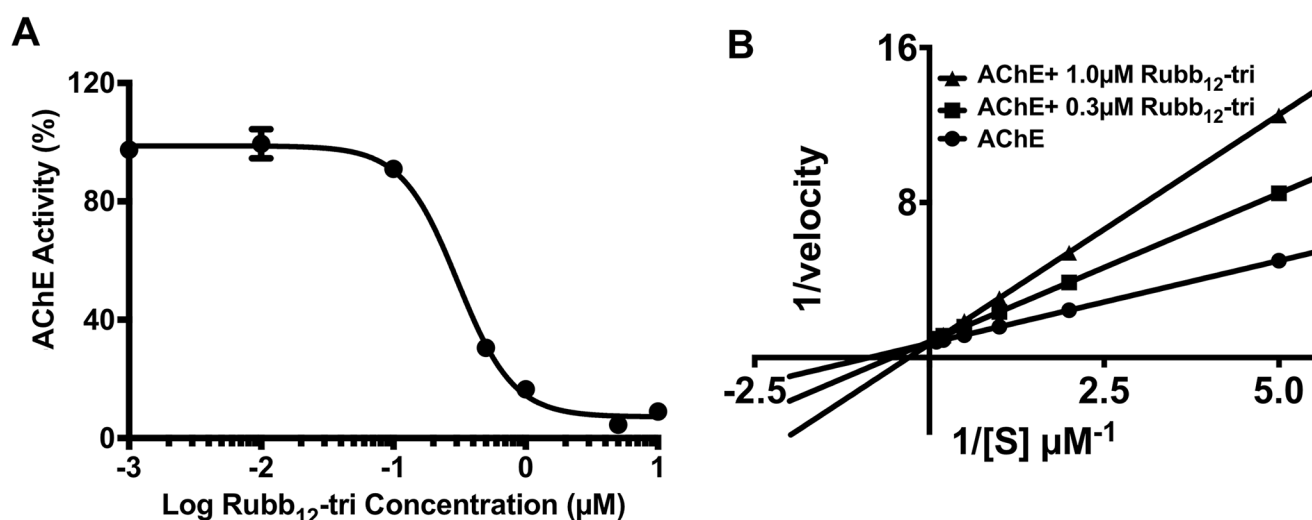 A
120
80
40
0
AChE Activity (%)
-3
-2
-1
0
1
Log Rubb₁₂-tri Concentration (µM)
B
16
8
AChE+ 1.0µM Rubb₁₂-tri
AChE+ 0.3µM Rubb₁₂-tri
AChE
1/velocity
-2.5
2.5
5.0
1/[S] µM⁻¹